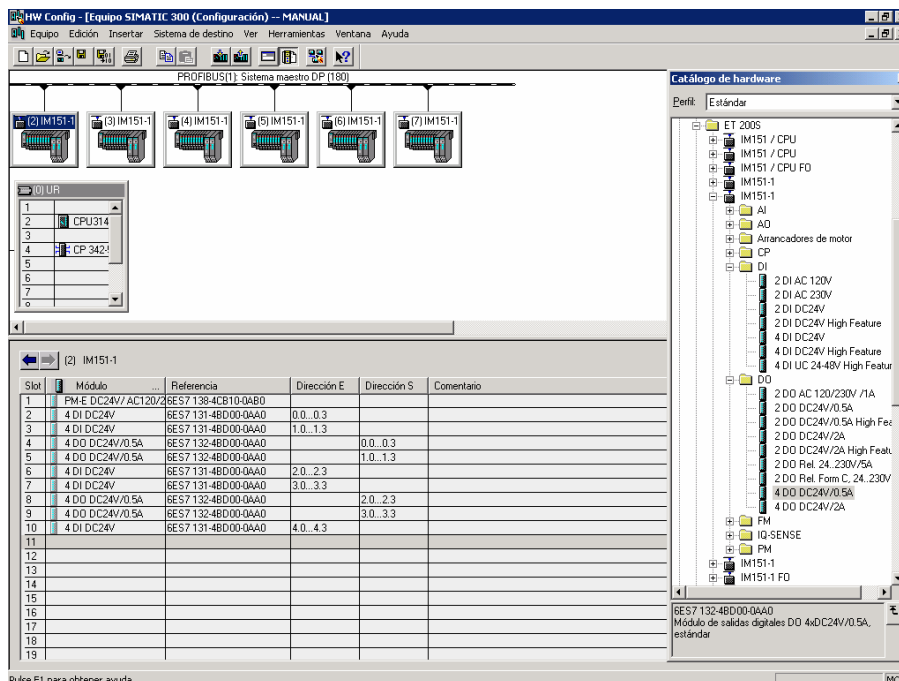 HW Config - [Equipo SIMATIC 300 (Configuración) -- MANUAL]
Equipo Edición Insertar Sistema de destino Ver Herramientas Ventana Ayuda
PROFIBUS(1): Sistema maestro DP (180)
(2) IM151-1 (3) IM151-1 (4) IM151-1 (5) IM151-1 (6) IM151-1 (7) IM151-1
(0) UR
1
2 CPU314
3
4 CP 342-5
5
6
7
(2) IM151-1
Slot Módulo ... Referencia Dirección E Dirección S Comentario
1 PM-E DC24V/ AC120/2 6ES7 138-4CB10-0AB0
2 4 DI DC24V 6ES7 131-4BD00-0AA0 0.0...0.3
3 4 DI DC24V 6ES7 131-4BD00-0AA0 1.0...1.3
4 4 DO DC24V/0.5A 6ES7 132-4BD00-0AA0 0.0...0.3
5 4 DO DC24V/0.5A 6ES7 132-4BD00-0AA0 1.0...1.3
6 4 DI DC24V 6ES7 131-4BD00-0AA0 2.0...2.3
7 4 DI DC24V 6ES7 131-4BD00-0AA0 3.0...3.3
8 4 DO DC24V/0.5A 6ES7 132-4BD00-0AA0 2.0...2.3
9 4 DO DC24V/0.5A 6ES7 132-4BD00-0AA0 3.0...3.3
10 4 DI DC24V 6ES7 131-4BD00-0AA0 4.0...4.3
11
12
13
14
15
16
17
18
19
Catálogo de hardware
Perfil: Estándar
ET 200S
IM151 / CPU
IM151 / CPU
IM151 / CPU FO
IM151-1
IM151-1
AI
AO
Arrancadores de motor
CP
DI
2 DI AC 120V
2 DI AC 230V
2 DI DC24V
2 DI DC24V High Feature
4 DI DC24V
4 DI DC24V High Feature
4 DI UC 24-48V High Featur
DO
2 DO AC 120/230V /1A
2 DO DC24V/0.5A
2 DO DC24V/0.5A High Fea
2 DO DC24V/2A
2 DO DC24V/2A High Featu
2 DO Rel. 24..230V/5A
2 DO Rel. Form C, 24..230V
4 DO DC24V/0.5A
4 DO DC24V/2A
FM
IQ-SENSE
PM
IM151-1
IM151-1 FO
6ES7 132-4BD00-0AA0
Módulo de salidas digitales DO 4xDC24V/0.5A,
estándar
Pulse F1 para obtener ayuda.